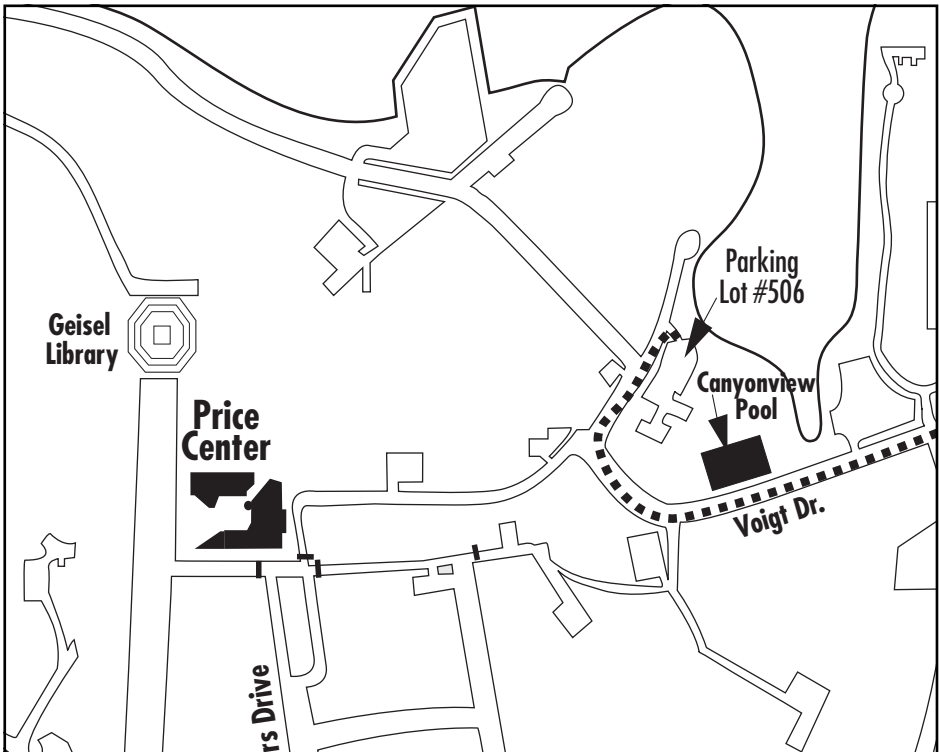 Parking
Lot #506
Geisel
Library
Canyonview
Pool
Price
Center
Voigt Dr.
rs Drive